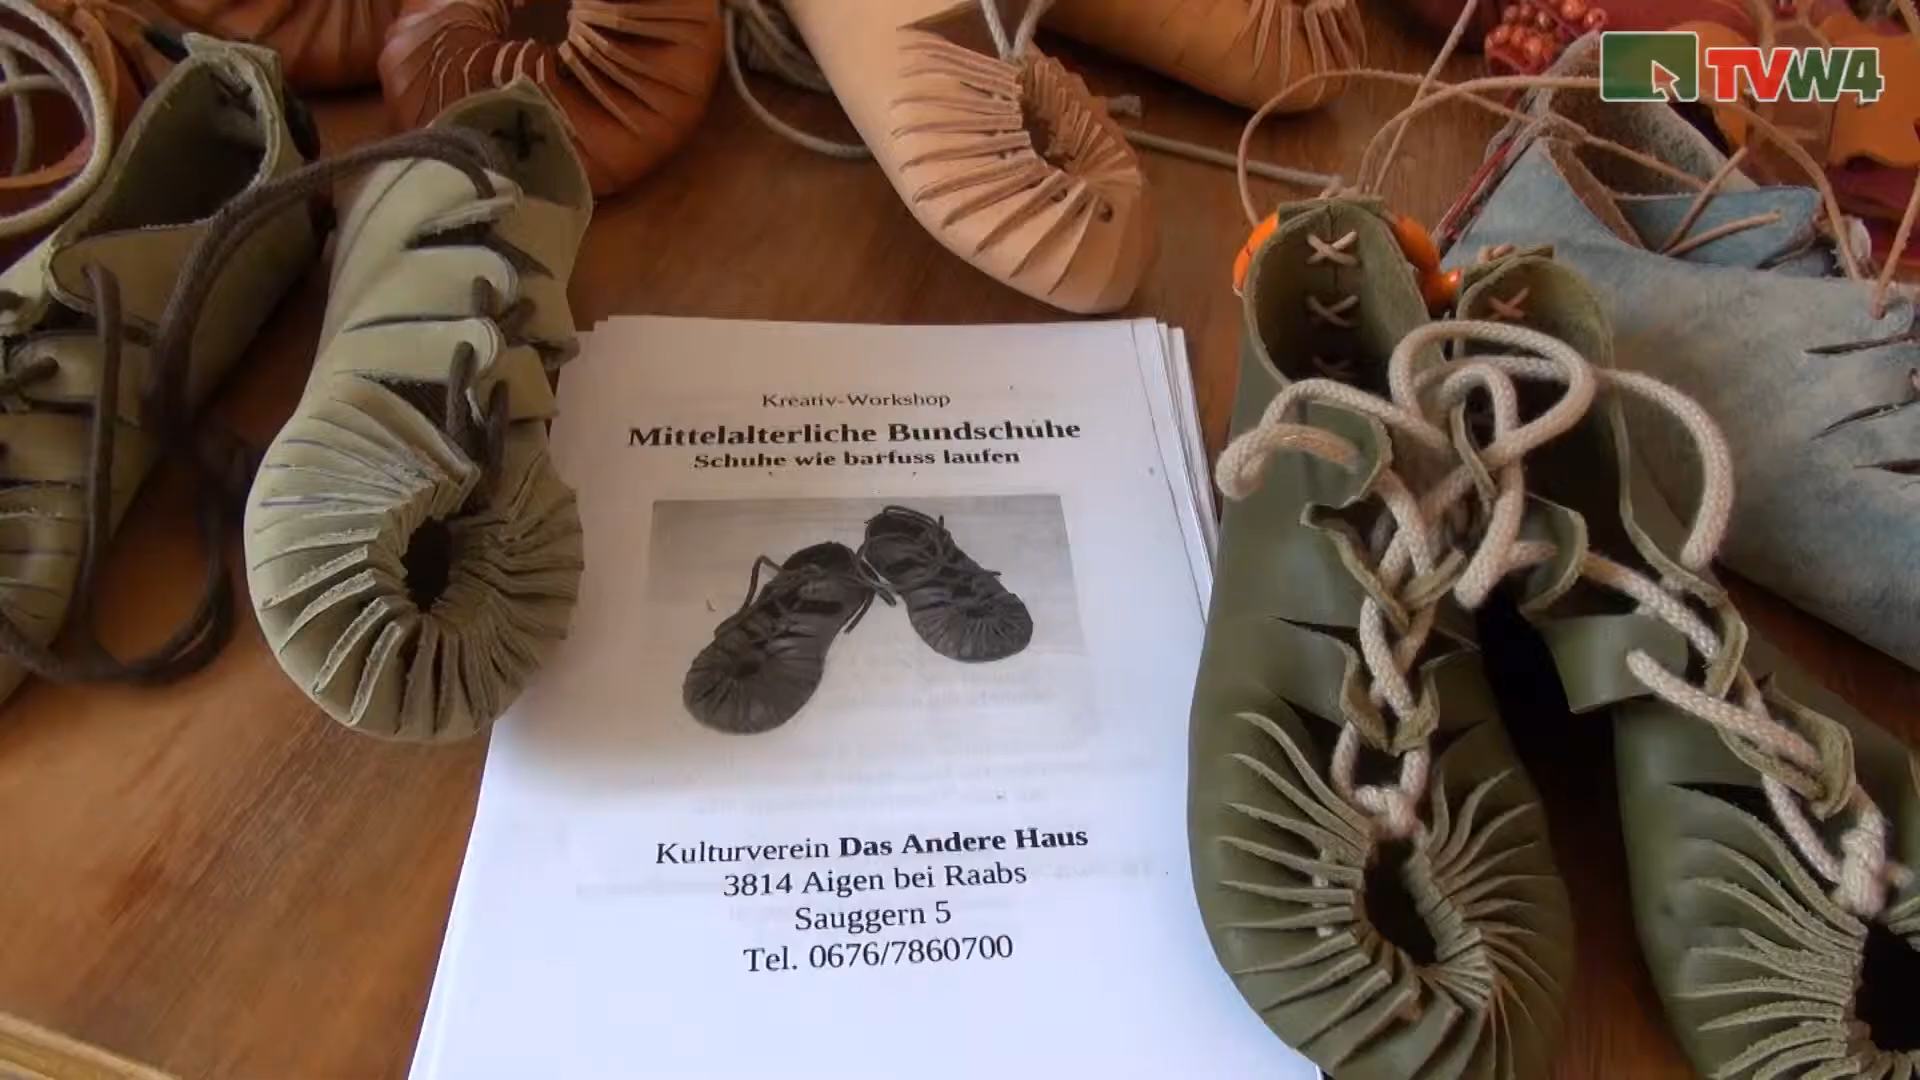 TVW4
Kreativ-Workshop
Mittelalterliche Bundschuhe
Schuhe wie barfuss laufen
Kulturverein Das Andere Haus
3814 Aigen bei Raabs
Sauggern 5
Tel. 0676/7860700